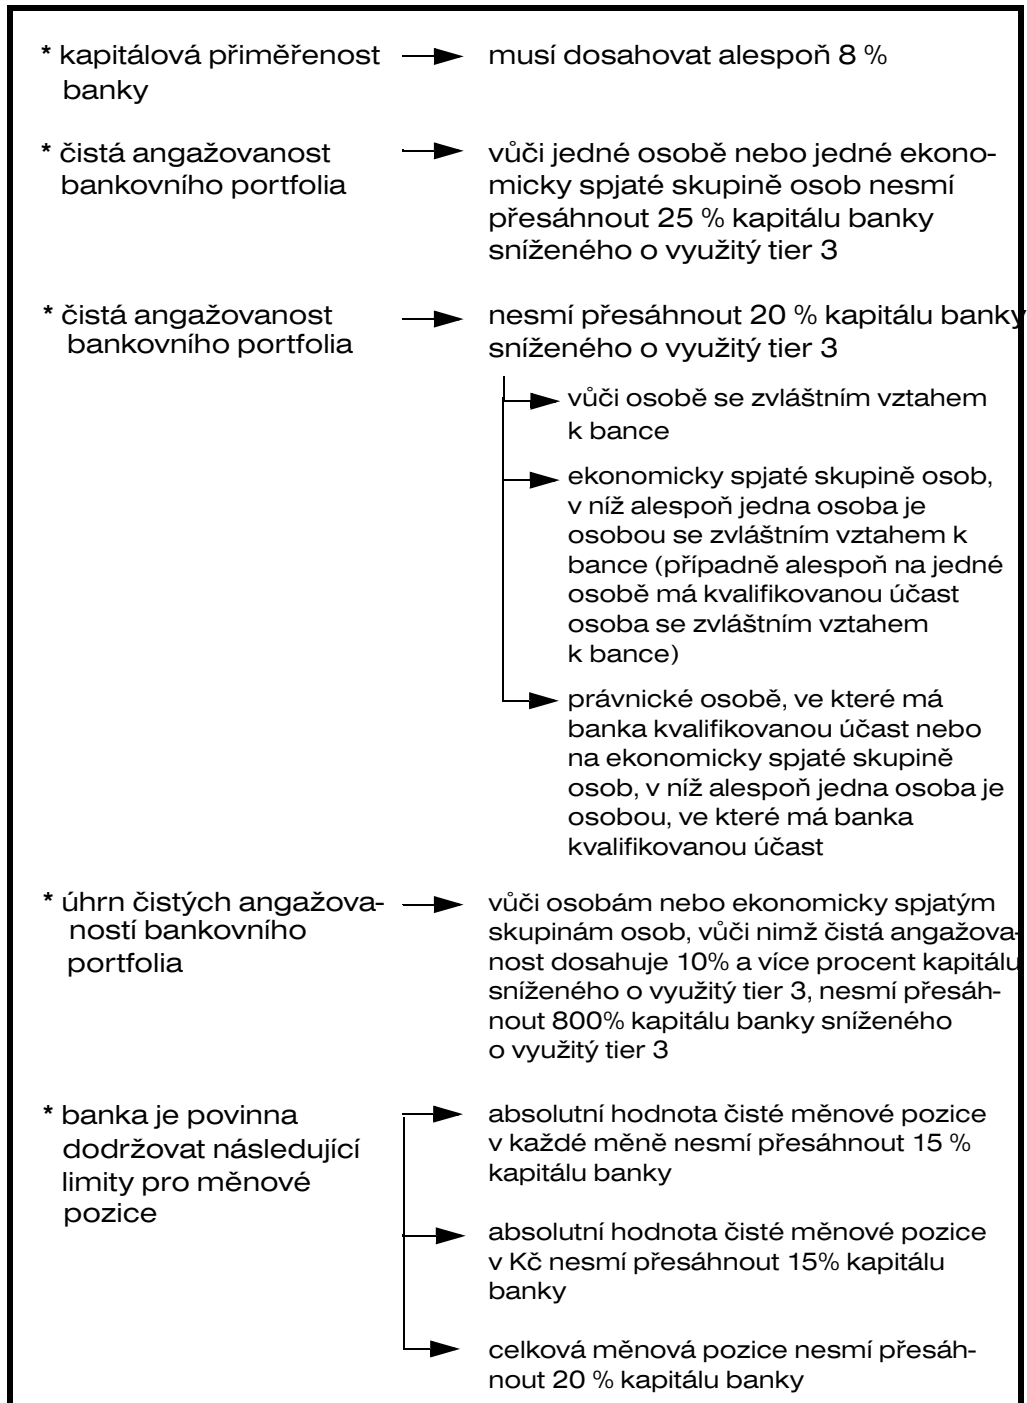 * kapitálová přiměřenost
banky
musí dosahovat alespoň 8 %
* čistá angažovanost
bankovního portfolia
vůči jedné osobě nebo jedné ekono-
micky spjaté skupině osob nesmí
přesáhnout 25 % kapitálu banky
sníženého o využitý tier 3
* čistá angažovanost
bankovního portfolia
nesmí přesáhnout 20 % kapitálu banky
sníženého o využitý tier 3
vůči osobě se zvláštním vztahem
k bance
ekonomicky spjaté skupině osob,
v níž alespoň jedna osoba je
osobou se zvláštním vztahem k
bance (případně alespoň na jedné
osobě má kvalifikovanou účast
osoba se zvláštním vztahem
k bance)
právnické osobě, ve které má
banka kvalifikovanou účast nebo
na ekonomicky spjaté skupině
osob, v níž alespoň jedna osoba je
osobou, ve které má banka
kvalifikovanou účast
* úhrn čistých angažova-
ností bankovního
portfolia
vůči osobám nebo ekonomicky spjatým
skupinám osob, vůči nimž čistá angažova-
nost dosahuje 10% a více procent kapitálu
sníženého o využitý tier 3, nesmí přesáh-
nout 800% kapitálu banky sníženého
o využitý tier 3
* banka je povinna
dodržovat následující
limity pro měnové
pozice
absolutní hodnota čisté měnové pozice
v každé měně nesmí přesáhnout 15 %
kapitálu banky
absolutní hodnota čisté měnové pozice
v Kč nesmí přesáhnout 15% kapitálu
banky
celková měnová pozice nesmí přesáh-
nout 20 % kapitálu banky